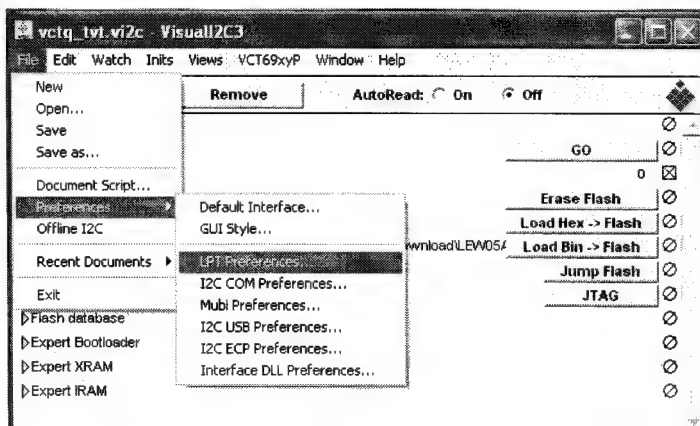 vctq_tvt.vi2c - VisualI2C3
File Edit Watch Inits Views VCT69xyP Window Help
New
Open...
Save
Save as...
Document Script...
Preferences
Offline I2C
Recent Documents
Exit
Remove AutoRead: On Off
GO
0
Erase Flash
Load Hex -> Flash
wnload\LEW05A Load Bin -> Flash
Jump Flash
JTAG
Default Interface...
GUI Style...
LPT Preferences...
I2C COM Preferences...
Mubi Preferences...
I2C USB Preferences...
I2C ECP Preferences...
Interface DLL Preferences...
Flash database
Expert Bootloader
Expert XRAM
Expert IRAM